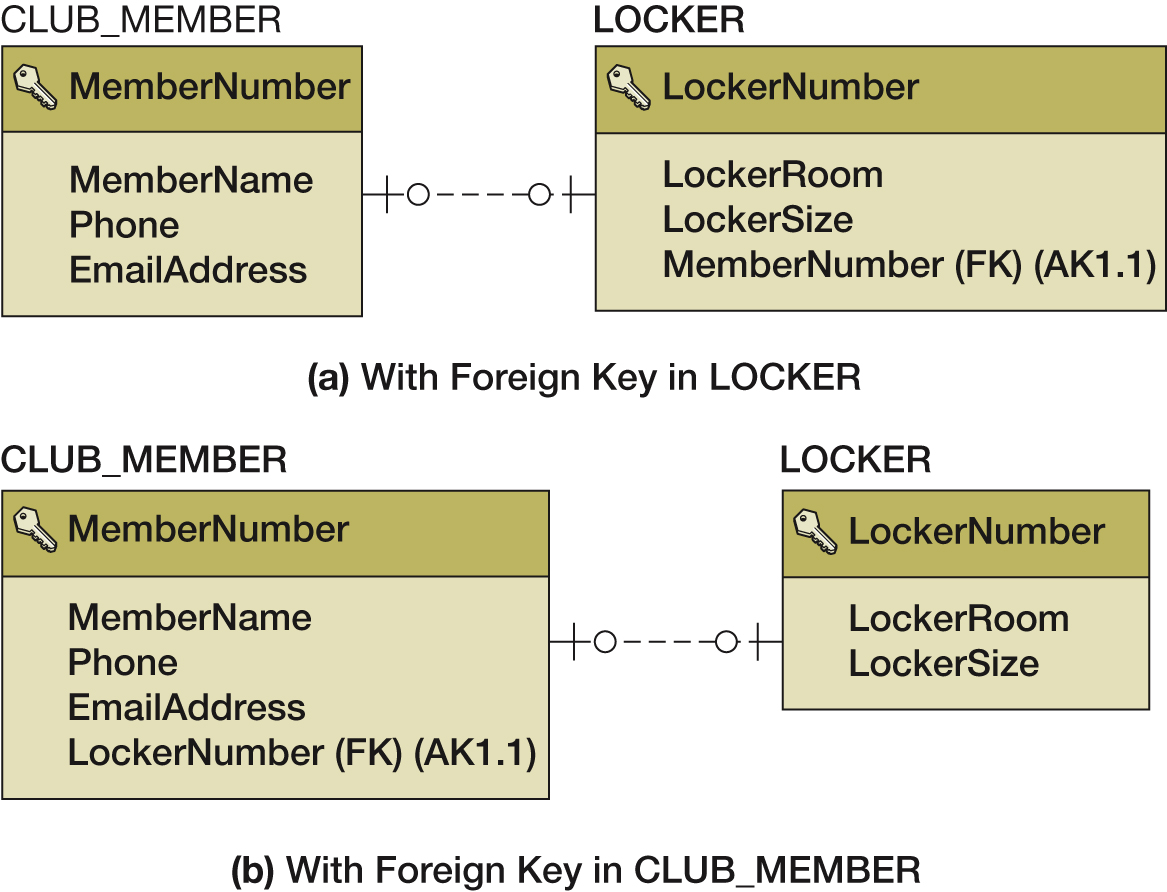 CLUB_MEMBER
LOCKER
MemberNumber
LockerNumber
MemberName
Phone
EmailAddress
LockerRoom
LockerSize
MemberNumber (FK) (AK1.1)
(a) With Foreign Key in LOCKER
CLUB_MEMBER
LOCKER
MemberNumber
LockerNumber
MemberName
Phone
EmailAddress
LockerNumber (FK) (AK1.1)
LockerRoom
LockerSize
(b) With Foreign Key in CLUB_MEMBER